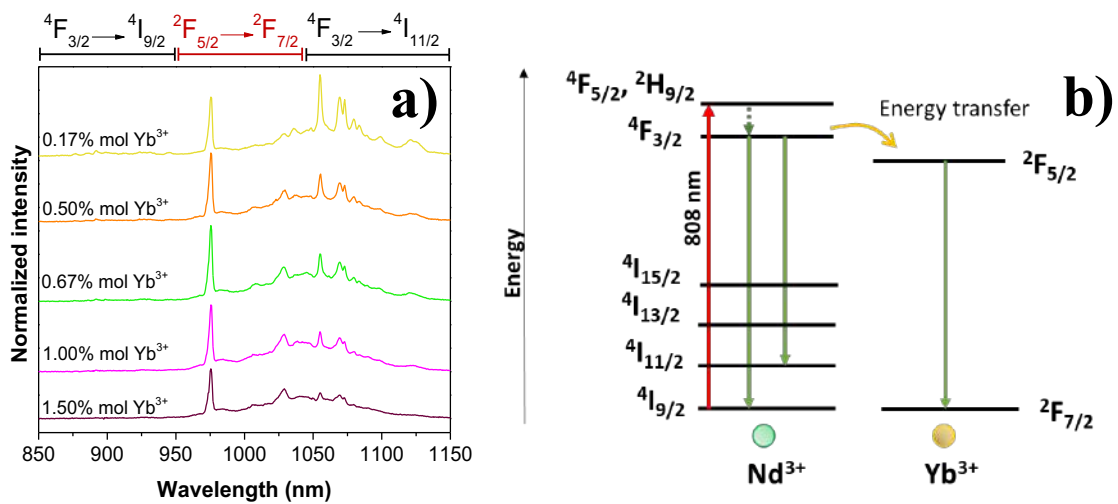 ⁴F₃/₂ → ⁴I₉/₂ ²F₅/₂ → ²F₇/₂ ⁴F₃/₂ → ⁴I₁₁/₂
a)
Normalized intensity
0.17% mol Yb³⁺
0.50% mol Yb³⁺
0.67% mol Yb³⁺
1.00% mol Yb³⁺
1.50% mol Yb³⁺
850 900 950 1000 1050 1100 1150
Wavelength (nm)
b)
Energy
⁴F₅/₂, ²H₉/₂
⁴F₃/₂
Energy transfer
²F₅/₂
808 nm
⁴I₁₅/₂
⁴I₁₃/₂
⁴I₁₁/₂
⁴I₉/₂
²F₇/₂
Nd³⁺
Yb³⁺